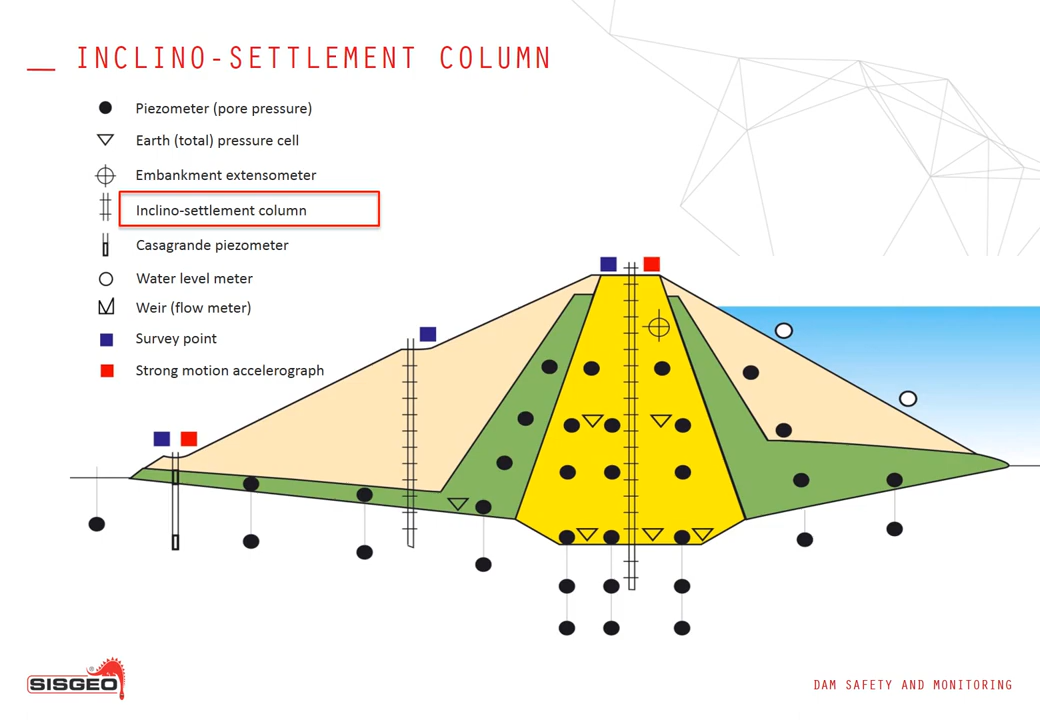 INCLINO-SETTLEMENT COLUMN
Piezometer (pore pressure)
Earth (total) pressure cell
Embankment extensometer
Inclino-settlement column
Casagrande piezometer
Water level meter
Weir (flow meter)
Survey point
Strong motion accelerograph
® 
SISGEO
DAM SAFETY AND MONITORING